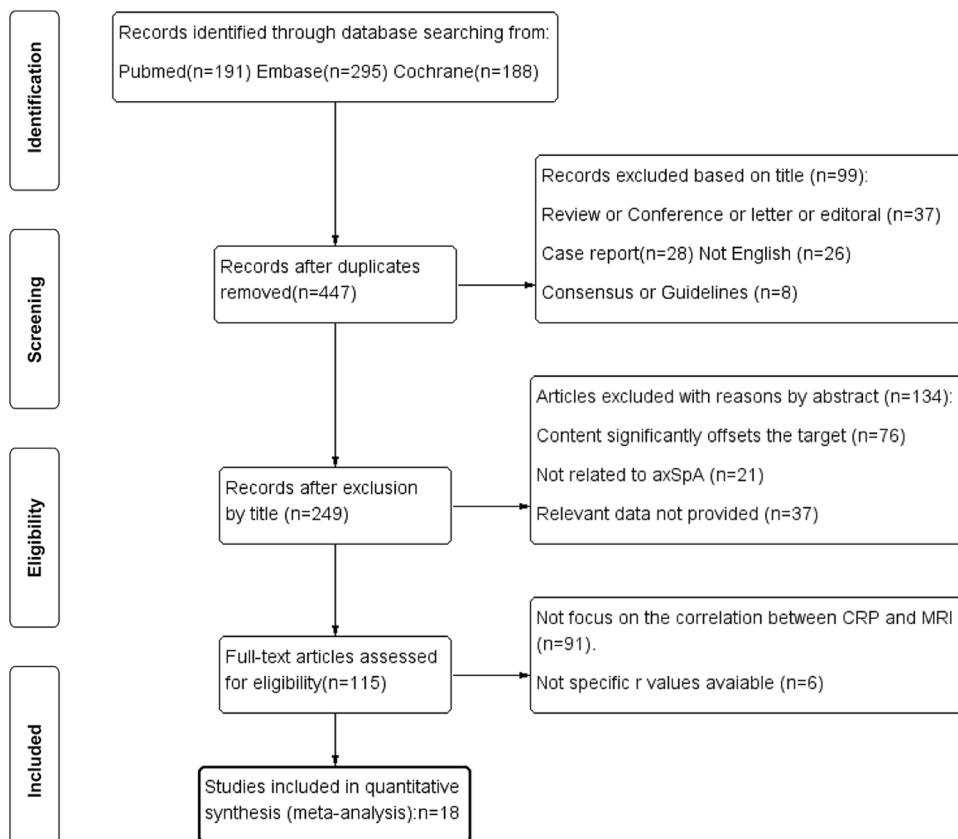 Identification
Records identified through database searching from:
Pubmed(n=191) Embase(n=295) Cochrane(n=188)
Screening
Records after duplicates
removed(n=447)
Records excluded based on title (n=99):
Review or Conference or letter or editoral (n=37)
Case report(n=28) Not English (n=26)
Consensus or Guidelines (n=8)
Eligibility
Records after exclusion
by title (n=249)
Articles excluded with reasons by abstract (n=134):
Content significantly offsets the target (n=76)
Not related to axSpA (n=21)
Relevant data not provided (n=37)
Full-text articles assessed
for eligibility(n=115)
Not focus on the correlation between CRP and MRI
(n=91).
Not specific r values avaiable (n=6)
Included
Studies included in quantitative
synthesis (meta-analysis):n=18